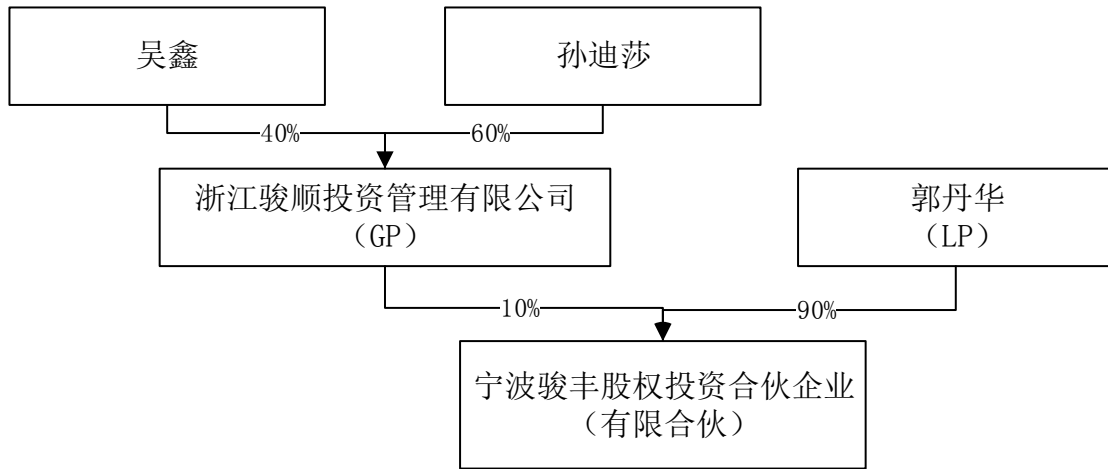 吴鑫
孙迪莎
40%
60%
浙江骏顺投资管理有限公司
（GP）
郭丹华
（LP）
10%
90%
宁波骏丰股权投资合伙企业
（有限合伙）